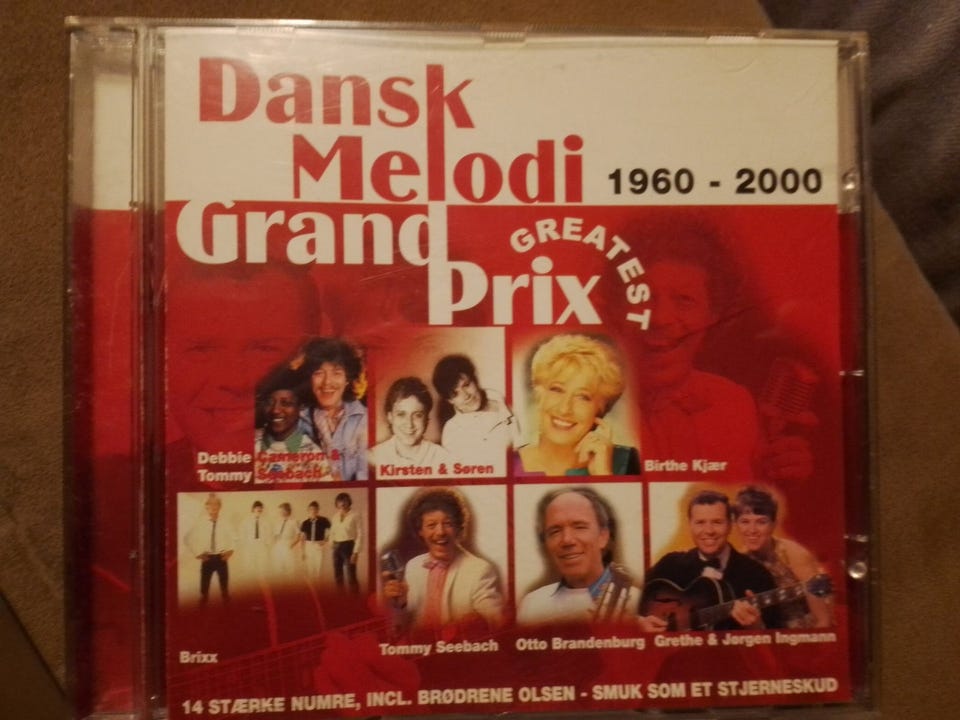 Dansk
Melodi 1960 - 2000
Grand GREATEST
Prix
Debbie Cameron &
Tommy Seebach
Kirsten & Søren
Birthe Kjær
Brixx
Tommy Seebach
Otto Brandenburg
Grethe & Jørgen Ingmann
14 STÆRKE NUMRE, INCL. BRØDRENE OLSEN - SMUK SOM ET STJERNESKUD